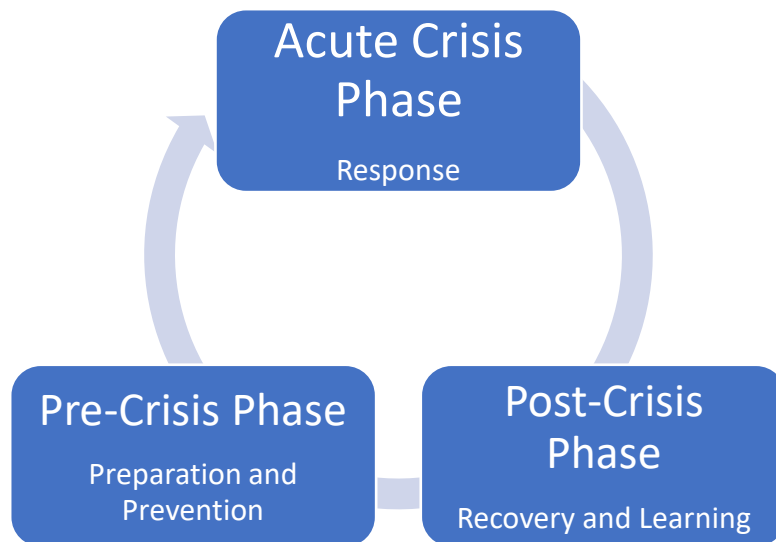 Acute Crisis
Phase
Response
Pre-Crisis Phase
Preparation and
Prevention
Post-Crisis
Phase
Recovery and Learning